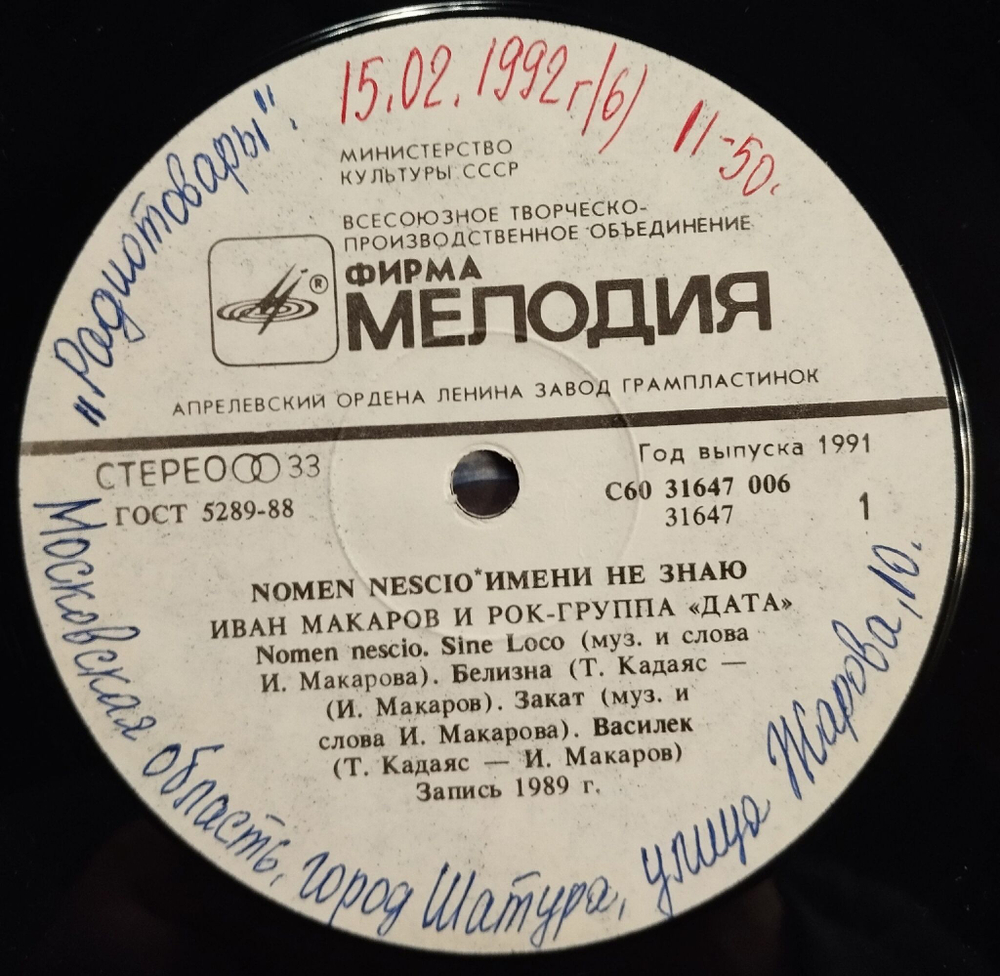 15.02.1992г(6) 11-50.
"Радиотовары".
МИНИСТЕРСТВО
КУЛЬТУРЫ СССР
ВСЕСОЮЗНОЕ ТВОРЧЕСКО-
ПРОИЗВОДСТВЕННОЕ ОБЪЕДИНЕНИЕ
®
ФИРМА
МЕЛОДИЯ
АПРЕЛЕВСКИЙ ОРДЕНА ЛЕНИНА ЗАВОД ГРАМПЛАСТИНОК
СТЕРЕО 33
ГОСТ 5289-88
Год выпуска 1991
С60 31647 006
31647
1
NOMEN NESCIO*ИМЕНИ НЕ ЗНАЮ
ИВАН МАКАРОВ И РОК-ГРУППА «ДАТА»
Nomen nescio. Sine Loco (муз. и слова
И. Макарова). Белизна (Т. Кадаяс —
(И. Макаров). Закат (муз. и
слова И. Макарова). Василек
(Т. Кадаяс — И. Макаров)
Запись 1989 г.
Московская область, город Шатура, улица Жарова, 10.